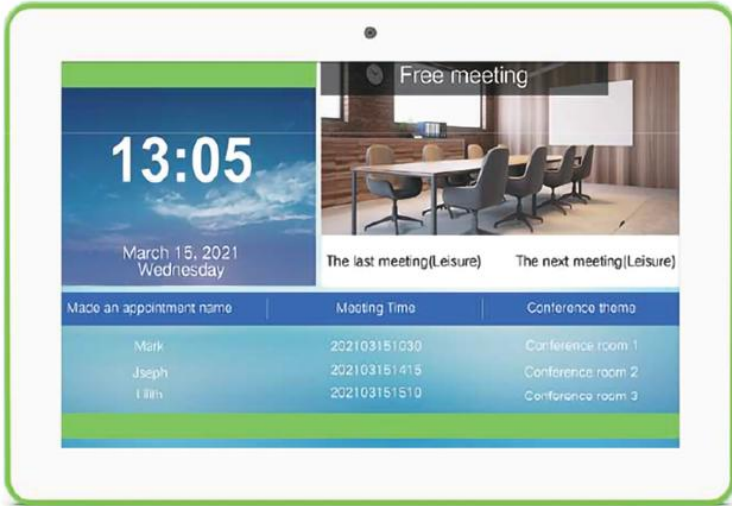 Free meeting
13:05
March 15, 2021
Wednesday
The last meeting(Leisure) The next meeting(Leisure)
Made an appointment name Meeting Time Conference theme
Mark 202103151030 Conference room 1
Jseph 202103151415 Conference room 2
Lilith 202103151510 Conference room 3